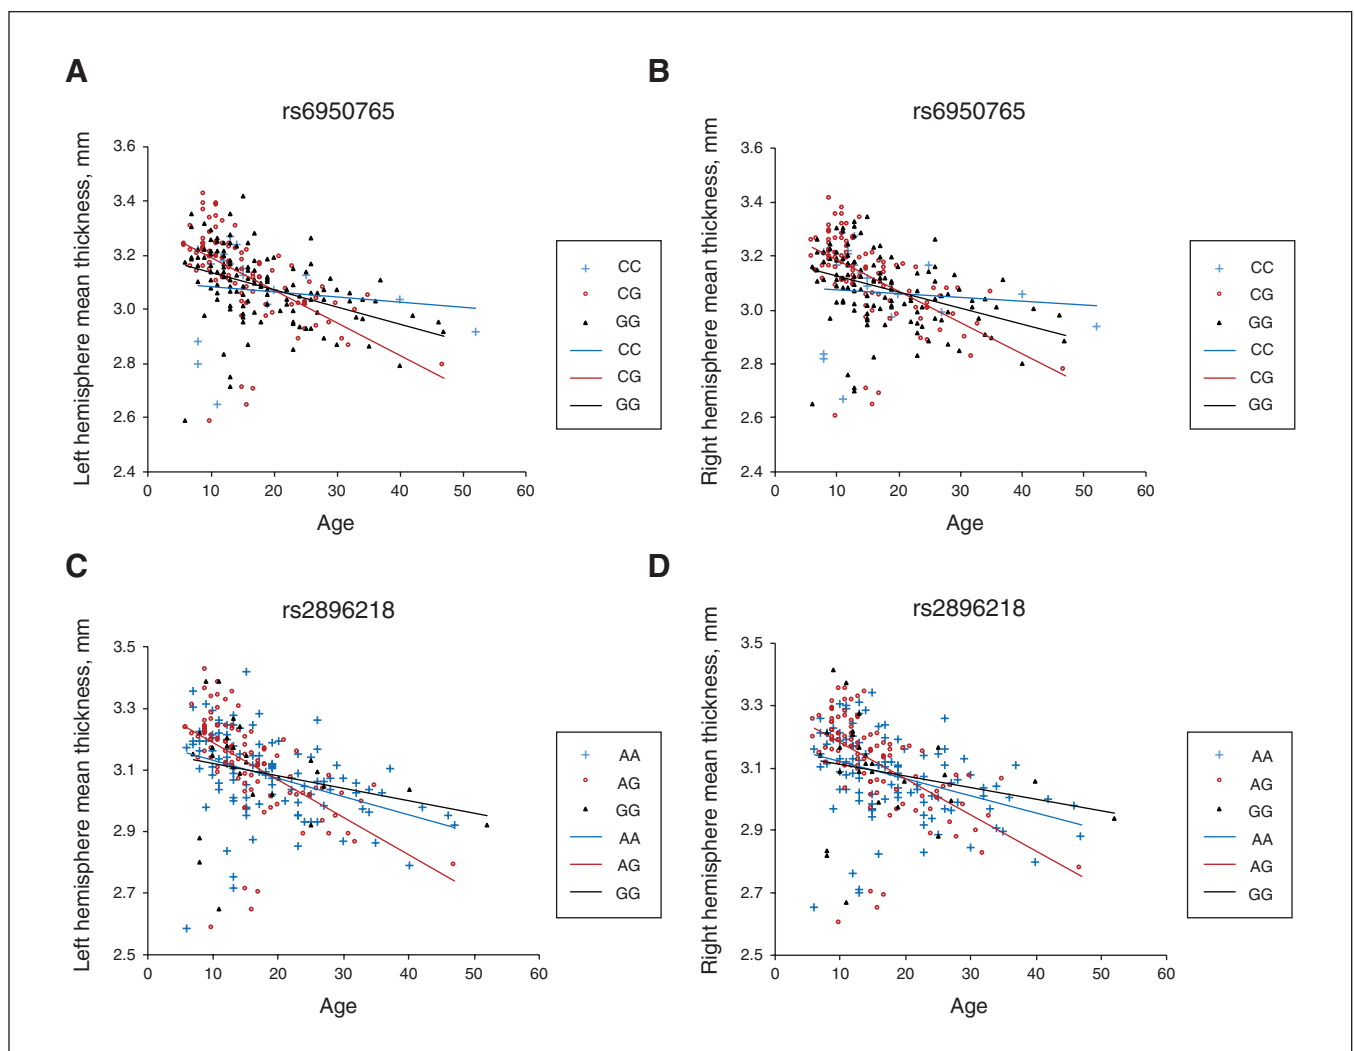 A
rs6950765
Left hemisphere mean thickness, mm
3.6
3.4
3.2
3.0
2.8
2.6
2.4
0 10 20 30 40 50 60
Age
CC
CG
GG
CC
CG
GG
B
rs6950765
Right hemisphere mean thickness, mm
3.6
3.4
3.2
3.0
2.8
2.6
2.4
0 10 20 30 40 50 60
Age
CC
CG
GG
CC
CG
GG
C
rs2896218
Left hemisphere mean thickness, mm
3.5
3.3
3.1
2.9
2.7
2.5
0 10 20 30 40 50 60
Age
AA
AG
GG
AA
AG
GG
D
rs2896218
Right hemisphere mean thickness, mm
3.5
3.3
3.1
2.9
2.7
2.5
0 10 20 30 40 50 60
Age
AA
AG
GG
AA
AG
GG